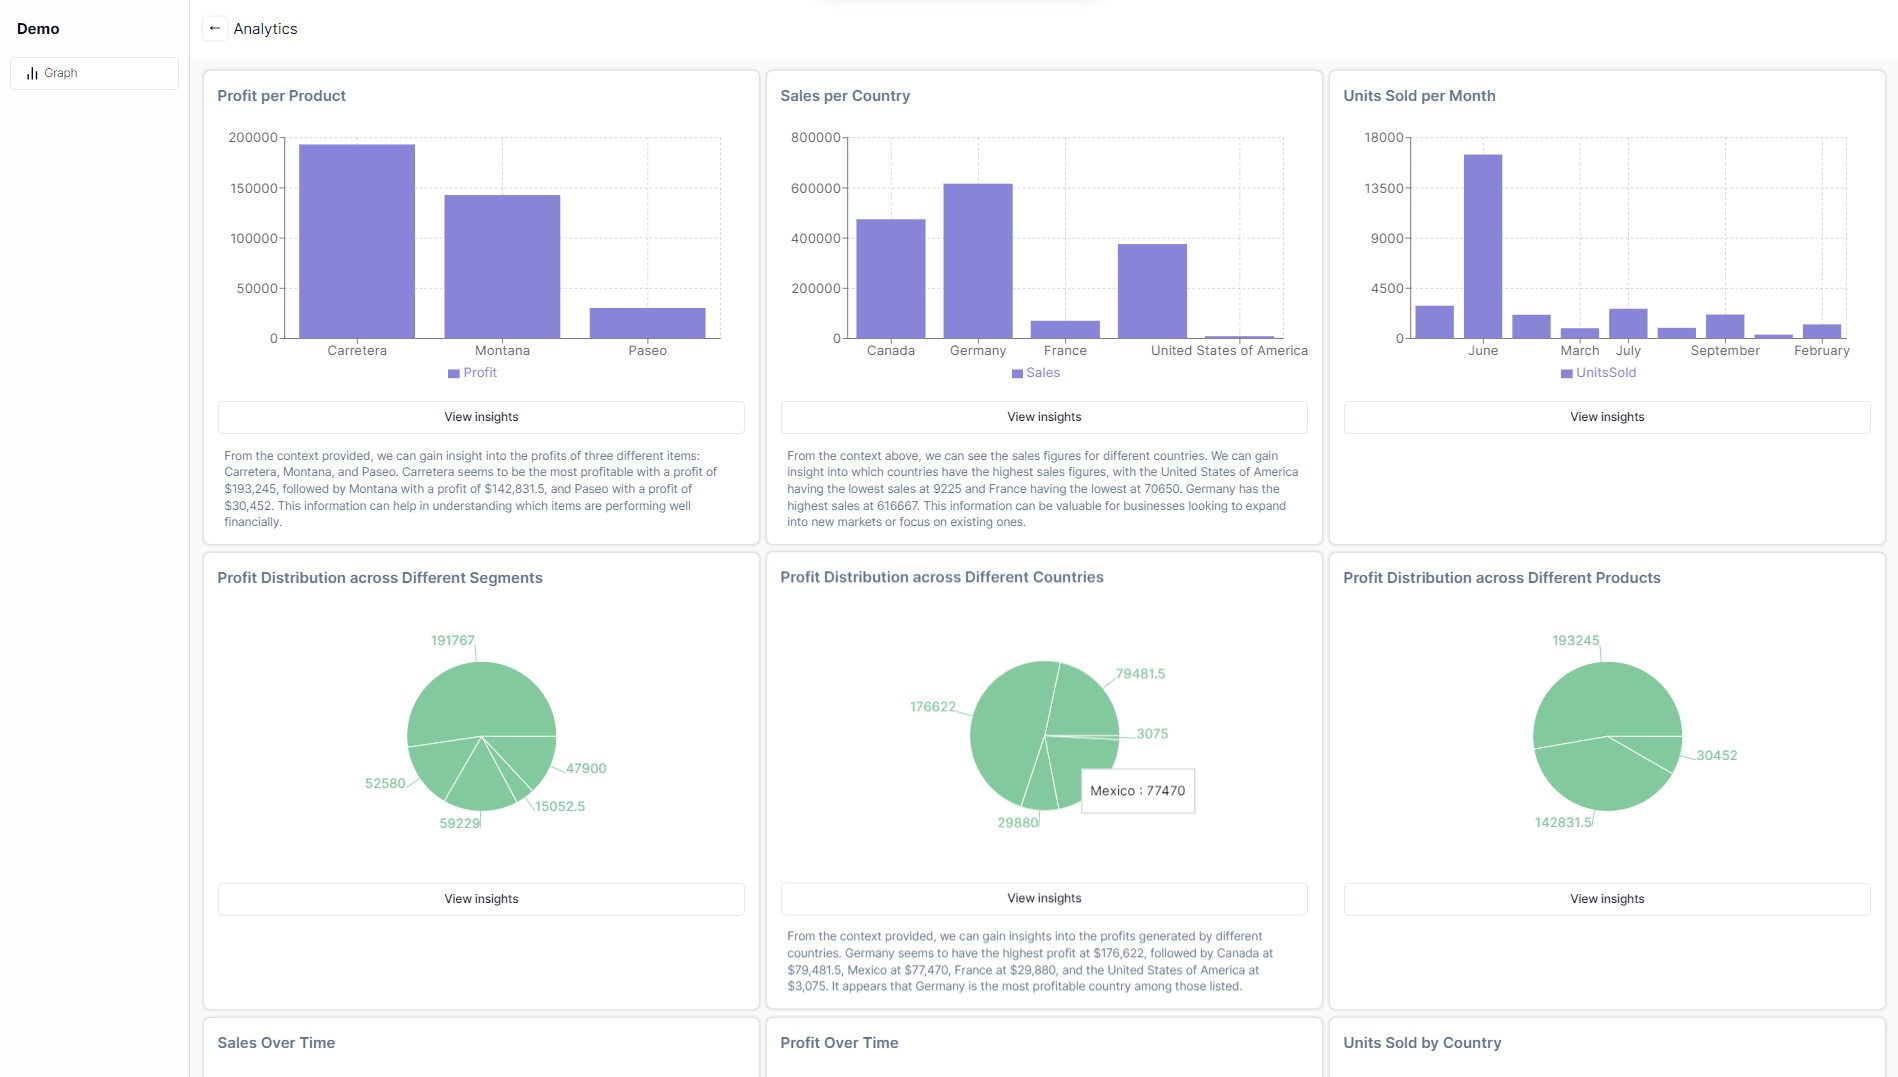 Demo
Graph
← Analytics
Profit per Product
200000
150000
100000
50000
0
Carretera Montana Paseo
Profit
View insights
From the context provided, we can gain insight into the profits of three different items:
Carretera, Montana, and Paseo. Carretera seems to be the most profitable with a profit of
$193,245, followed by Montana with a profit of $142,831.5, and Paseo with a profit of
$30,452. This information can help in understanding which items are performing well
financially.
Sales per Country
800000
600000
400000
200000
0
Canada Germany France United States of America
Sales
View insights
From the context above, we can see the sales figures for different countries. We can gain
insight into which countries have the highest sales figures, with the United States of America
having the lowest sales at 9225 and France having the lowest at 70650. Germany has the
highest sales at 616667. This information can be valuable for businesses looking to expand
into new markets or focus on existing ones.
Units Sold per Month
18000
13500
9000
4500
0
June March July September February
UnitsSold
View insights
Profit Distribution across Different Segments
191767
52580
47900
15052.5
59229
View insights
Profit Distribution across Different Countries
79481.5
176622
3075
Mexico : 77470
29880
View insights
From the context provided, we can gain insights into the profits generated by different
countries. Germany seems to have the highest profit at $176,622, followed by Canada at
$79,481.5, Mexico at $77,470, France at $29,880, and the United States of America at
$3,075. It appears that Germany is the most profitable country among those listed.
Profit Distribution across Different Products
193245
30452
142831.5
View insights
Sales Over Time
Profit Over Time
Units Sold by Country